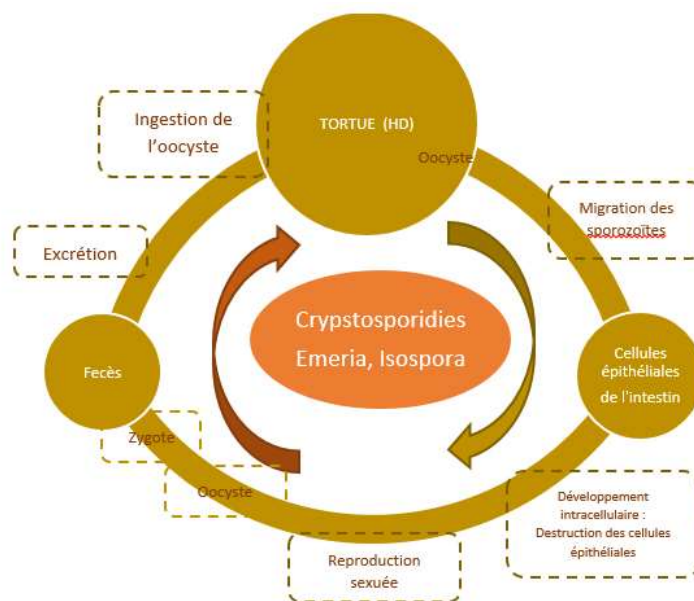 TORTUE (HD)
Oocyste
Migration des
sporozoïtes
Cellules
épithéliales
de l'intestin
Développement
intracellulaire :
Destruction des cellules
épithéliales
Reproduction
sexuée
Oocyste
Zygote
Fecès
Excrétion
Ingestion de
l'oocyste
Crypstosporidies
Emeria, Isospora